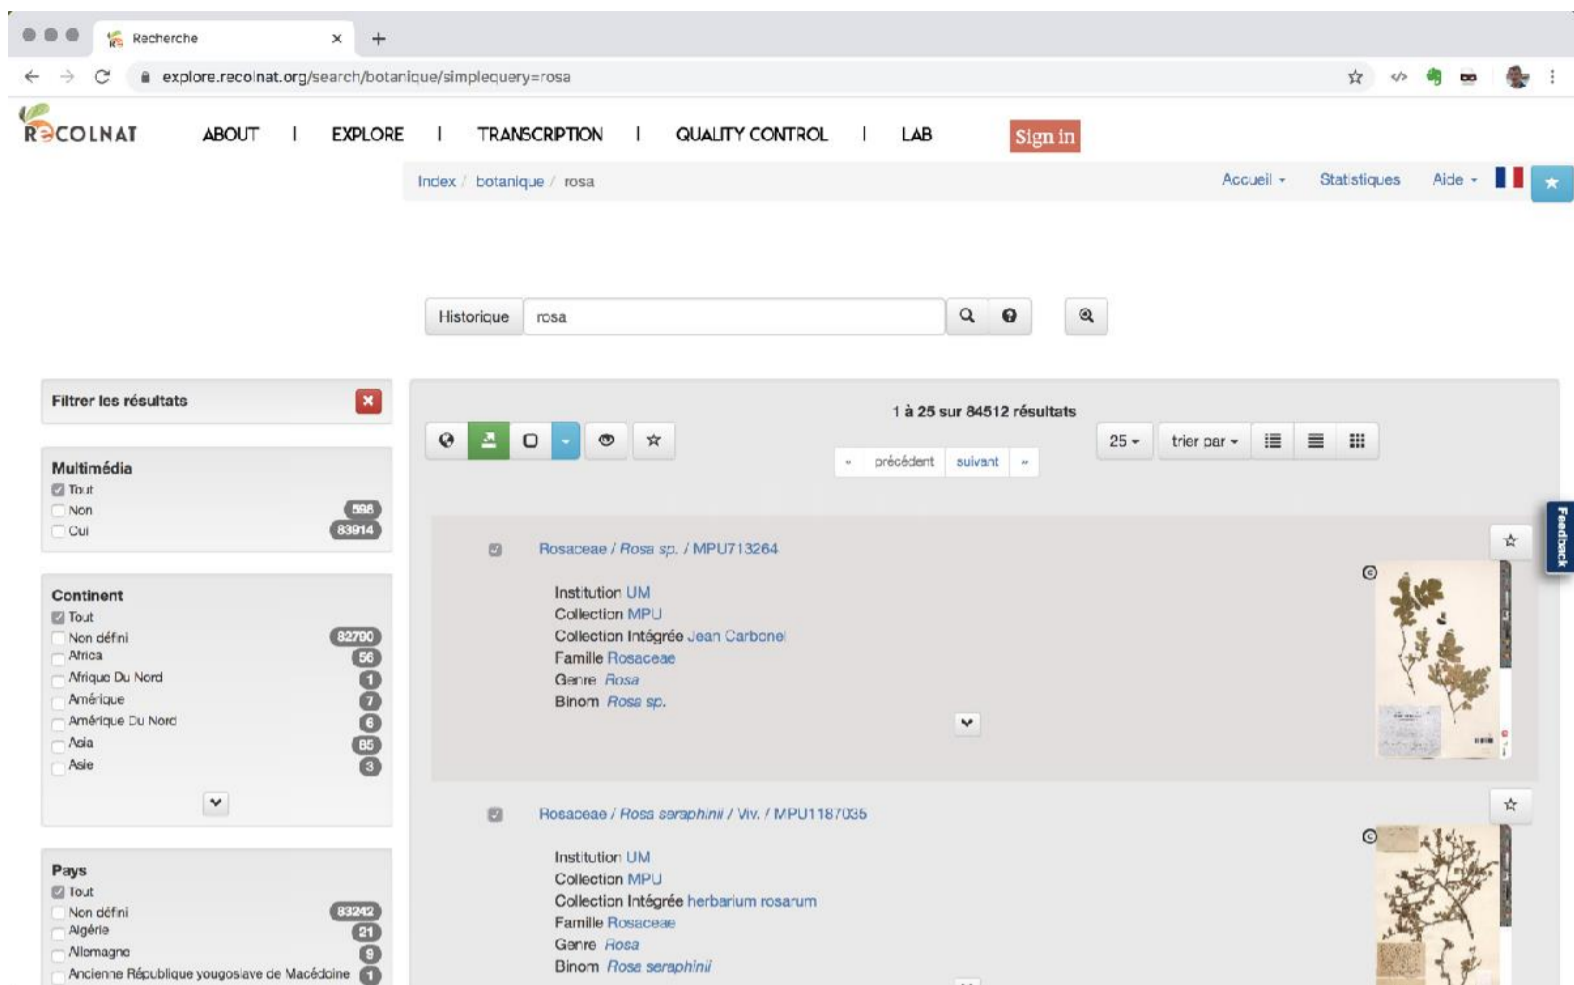 Recherche
explore.recolnat.org/search/botanique/simplequery=rosa
RECOLNAT ABOUT | EXPLORE | TRANSCRIPTION | QUALITY CONTROL | LAB Sign in
Index / botanique / rosa Accueil Statistiques Aide
Historique rosa
Filtrer les résultats
1 à 25 sur 84512 résultats
25 trier par
« précédent suivant »
Multimédia
Tout
Non 598
Oui 83914
Continent
Tout
Non défini 82790
Africa 56
Afrique Du Nord 1
Amérique 7
Amérique Du Nord 6
Asia 85
Asie 3
Pays
Tout
Non défini 83242
Algérie 21
Allemagne 9
Ancienne République yougoslave de Macédoine 1
Rosaceae / Rosa sp. / MPU713264
Institution UM
Collection MPU
Collection Intégrée Jean Carbonel
Famille Rosaceae
Genre Rosa
Binom Rosa sp.
Rosaceae / Rosa seraphinii / Viv. / MPU1187035
Institution UM
Collection MPU
Collection Intégrée herbarium rosarum
Famille Rosaceae
Genre Rosa
Binom Rosa seraphinii
Feedback